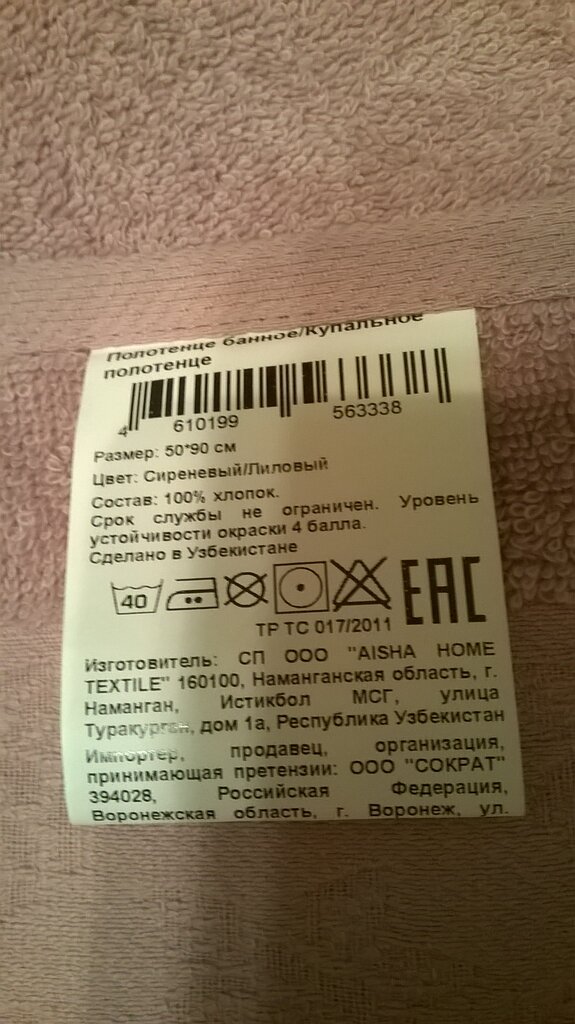 Полотенце банное/Купальное
полотенце
4 610199 563338
Размер: 50*90 см
Цвет: Сиреневый/Лиловый
Состав: 100% хлопок.
Срок службы не ограничен. Уровень
устойчивости окраски 4 балла.
Сделано в Узбекистане
40
EAC
ТР ТС 017/2011
Изготовитель: СП ООО "AISHA HOME
TEXTILE" 160100, Наманганская область, г.
Наманган, Истикбол МСГ, улица
Туракурган, дом 1а, Республика Узбекистан
Импортер, продавец, организация,
принимающая претензии: ООО "СОКРАТ"
394028, Российская Федерация,
Воронежская область, г. Воронеж, ул.